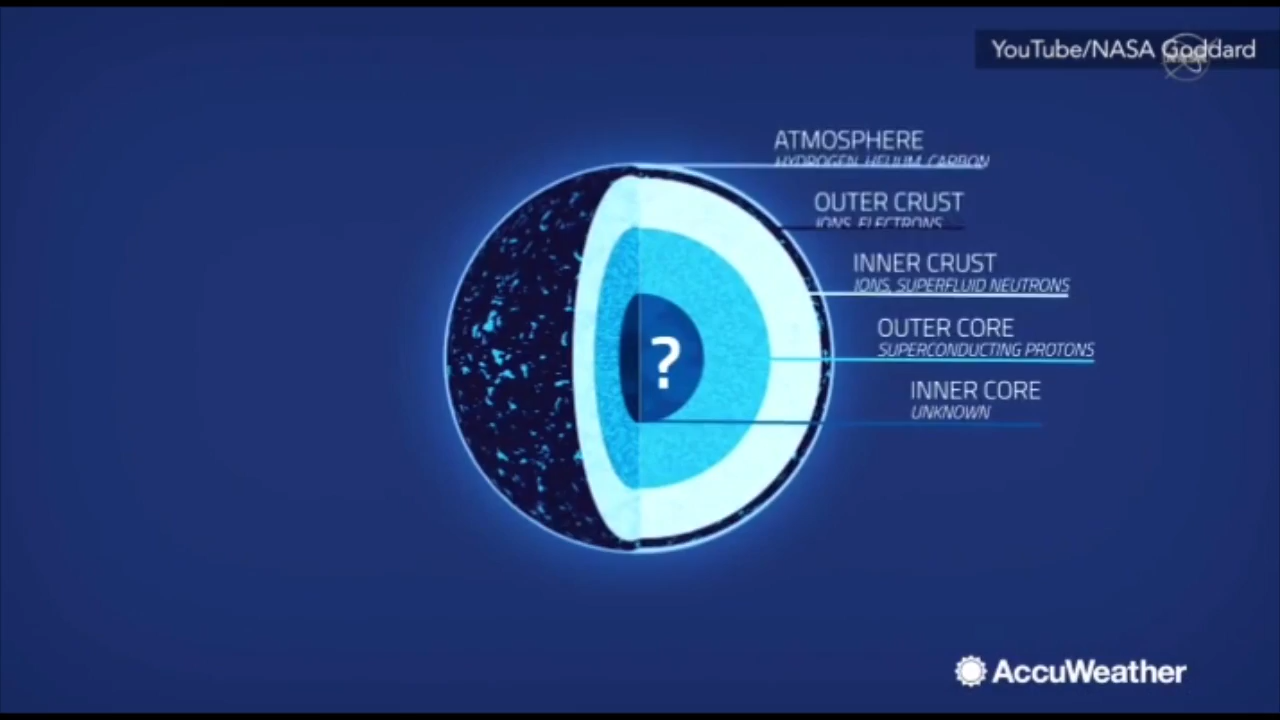 YouTube/NASA Goddard
ATMOSPHERE
HYDROGEN, HELIUM, CARBON
OUTER CRUST
IONS, ELECTRONS
INNER CRUST
IONS, SUPERFLUID NEUTRONS
OUTER CORE
SUPERCONDUCTING PROTONS
?
INNER CORE
UNKNOWN
AccuWeather